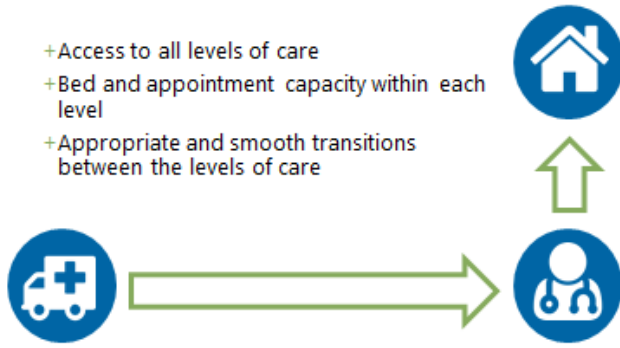 +Access to all levels of care
+Bed and appointment capacity within each
level
+Appropriate and smooth transitions
between the levels of care